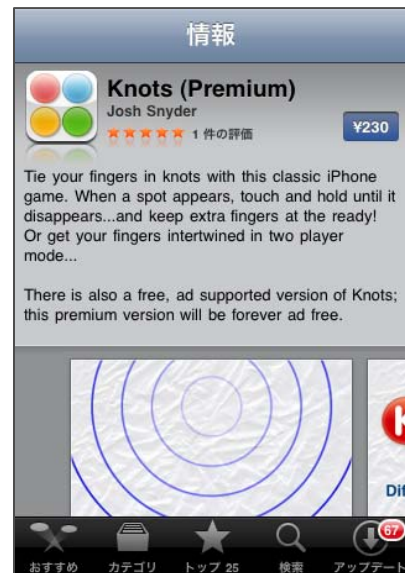 情報
Knots (Premium)
Josh Snyder
1 件の評価
¥230
Tie your fingers in knots with this classic iPhone
game. When a spot appears, touch and hold until it
disappears...and keep extra fingers at the ready!
Or get your fingers intertwined in two player
mode...
There is also a free, ad supported version of Knots;
this premium version will be forever ad free.
K
Dif
67
おすすめ
カテゴリ
トップ 25
検索
アップデート